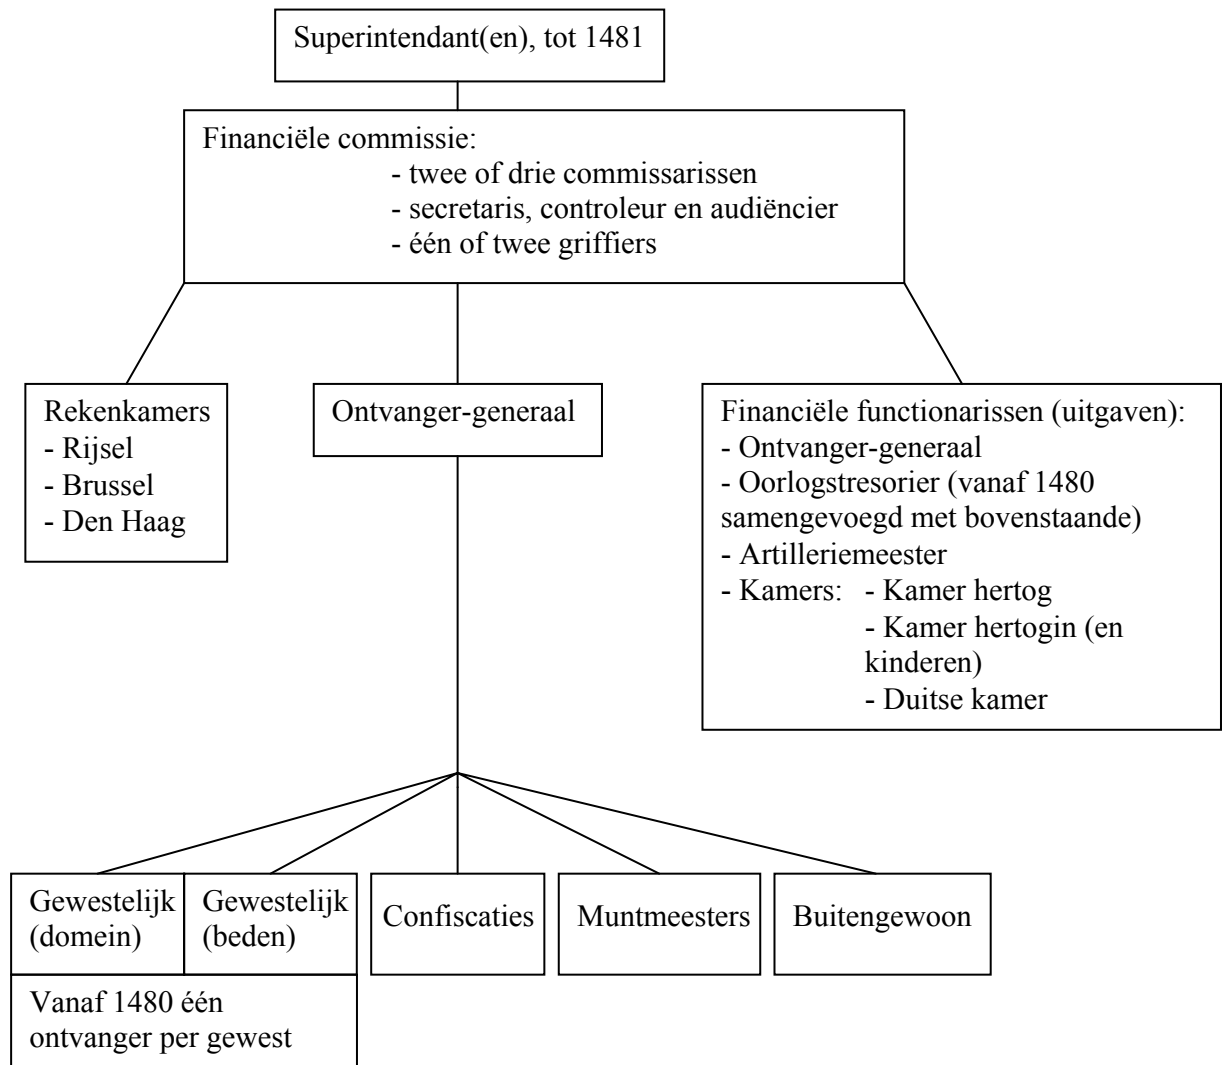 Superintendant(en), tot 1481
Financiële commissie:
- twee of drie commissarissen
- secretaris, controleur en audiëncier
- één of twee griffiers
Rekenkamers
- Rijsel
- Brussel
- Den Haag
Ontvanger-generaal
Financiële functionarissen (uitgaven):
- Ontvanger-generaal
- Oorlogstresorier (vanaf 1480
samengevoegd met bovenstaande)
- Artilleriemeester
- Kamers: - Kamer hertog
- Kamer hertogin (en
kinderen)
- Duitse kamer
Gewestelijk
(domein)
Gewestelijk
(beden)
Confiscaties
Muntmeesters
Buitengewoon
Vanaf 1480 één
ontvanger per gewest